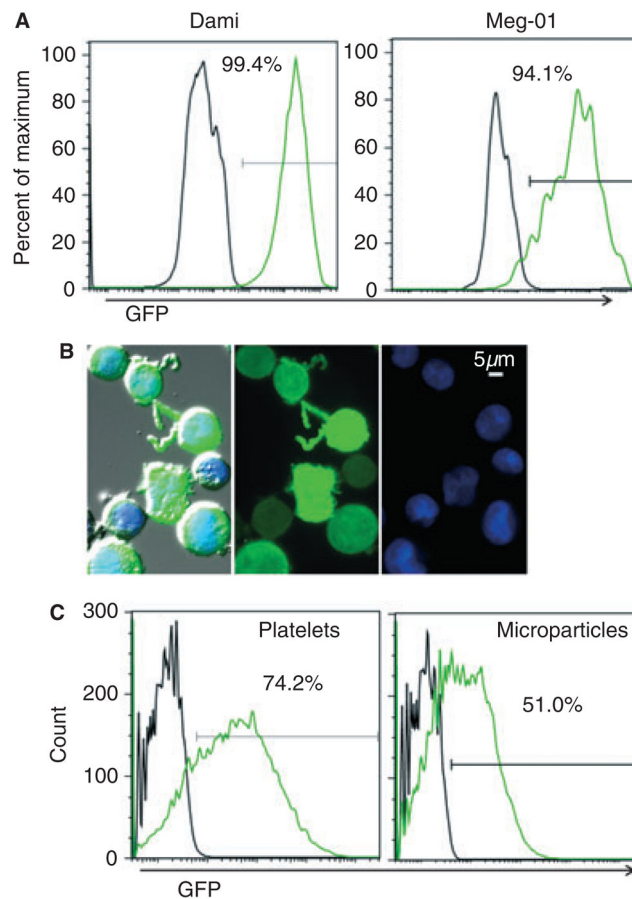 A
Dami
Meg-01
Percent of maximum
100
80
60
40
20
0
99.4%
100
80
60
40
20
0
94.1%
GFP
B
5µm
C
Count
300
200
100
0
Platelets
74.2%
Microparticles
51.0%
GFP